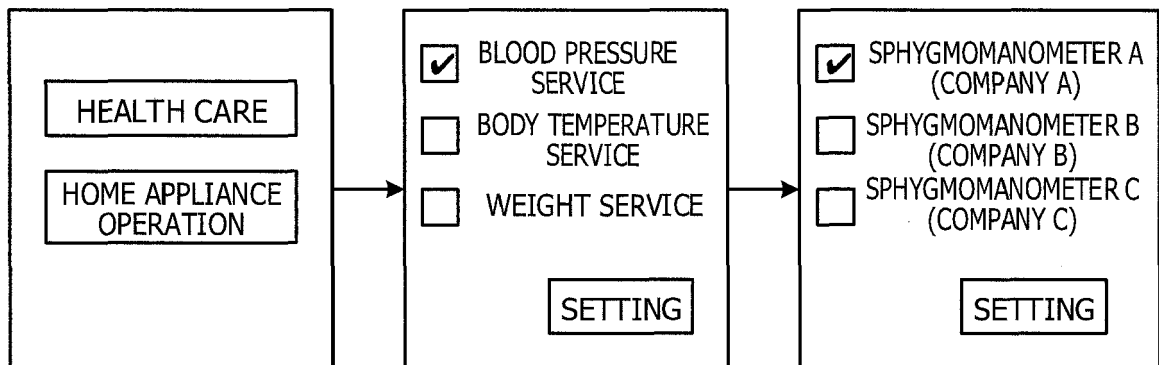 HEALTH CARE
HOME APPLIANCE
OPERATION
BLOOD PRESSURE
SERVICE
BODY TEMPERATURE
SERVICE
WEIGHT SERVICE
SETTING
SPHYGMOMANOMETER A
(COMPANY A)
SPHYGMOMANOMETER B
(COMPANY B)
SPHYGMOMANOMETER C
(COMPANY C)
SETTING